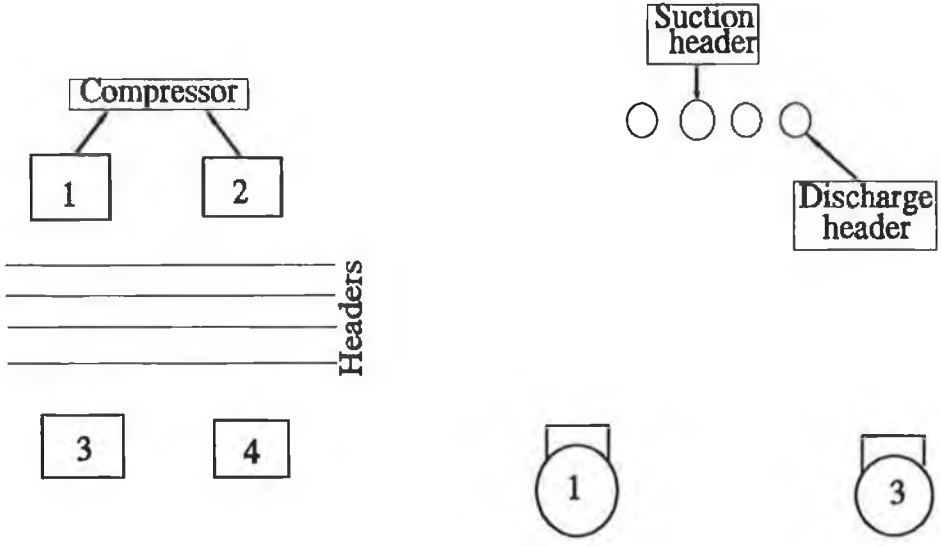 Suction
header
Compressor
1
2
Discharge
header
Headers
3
4
1
3